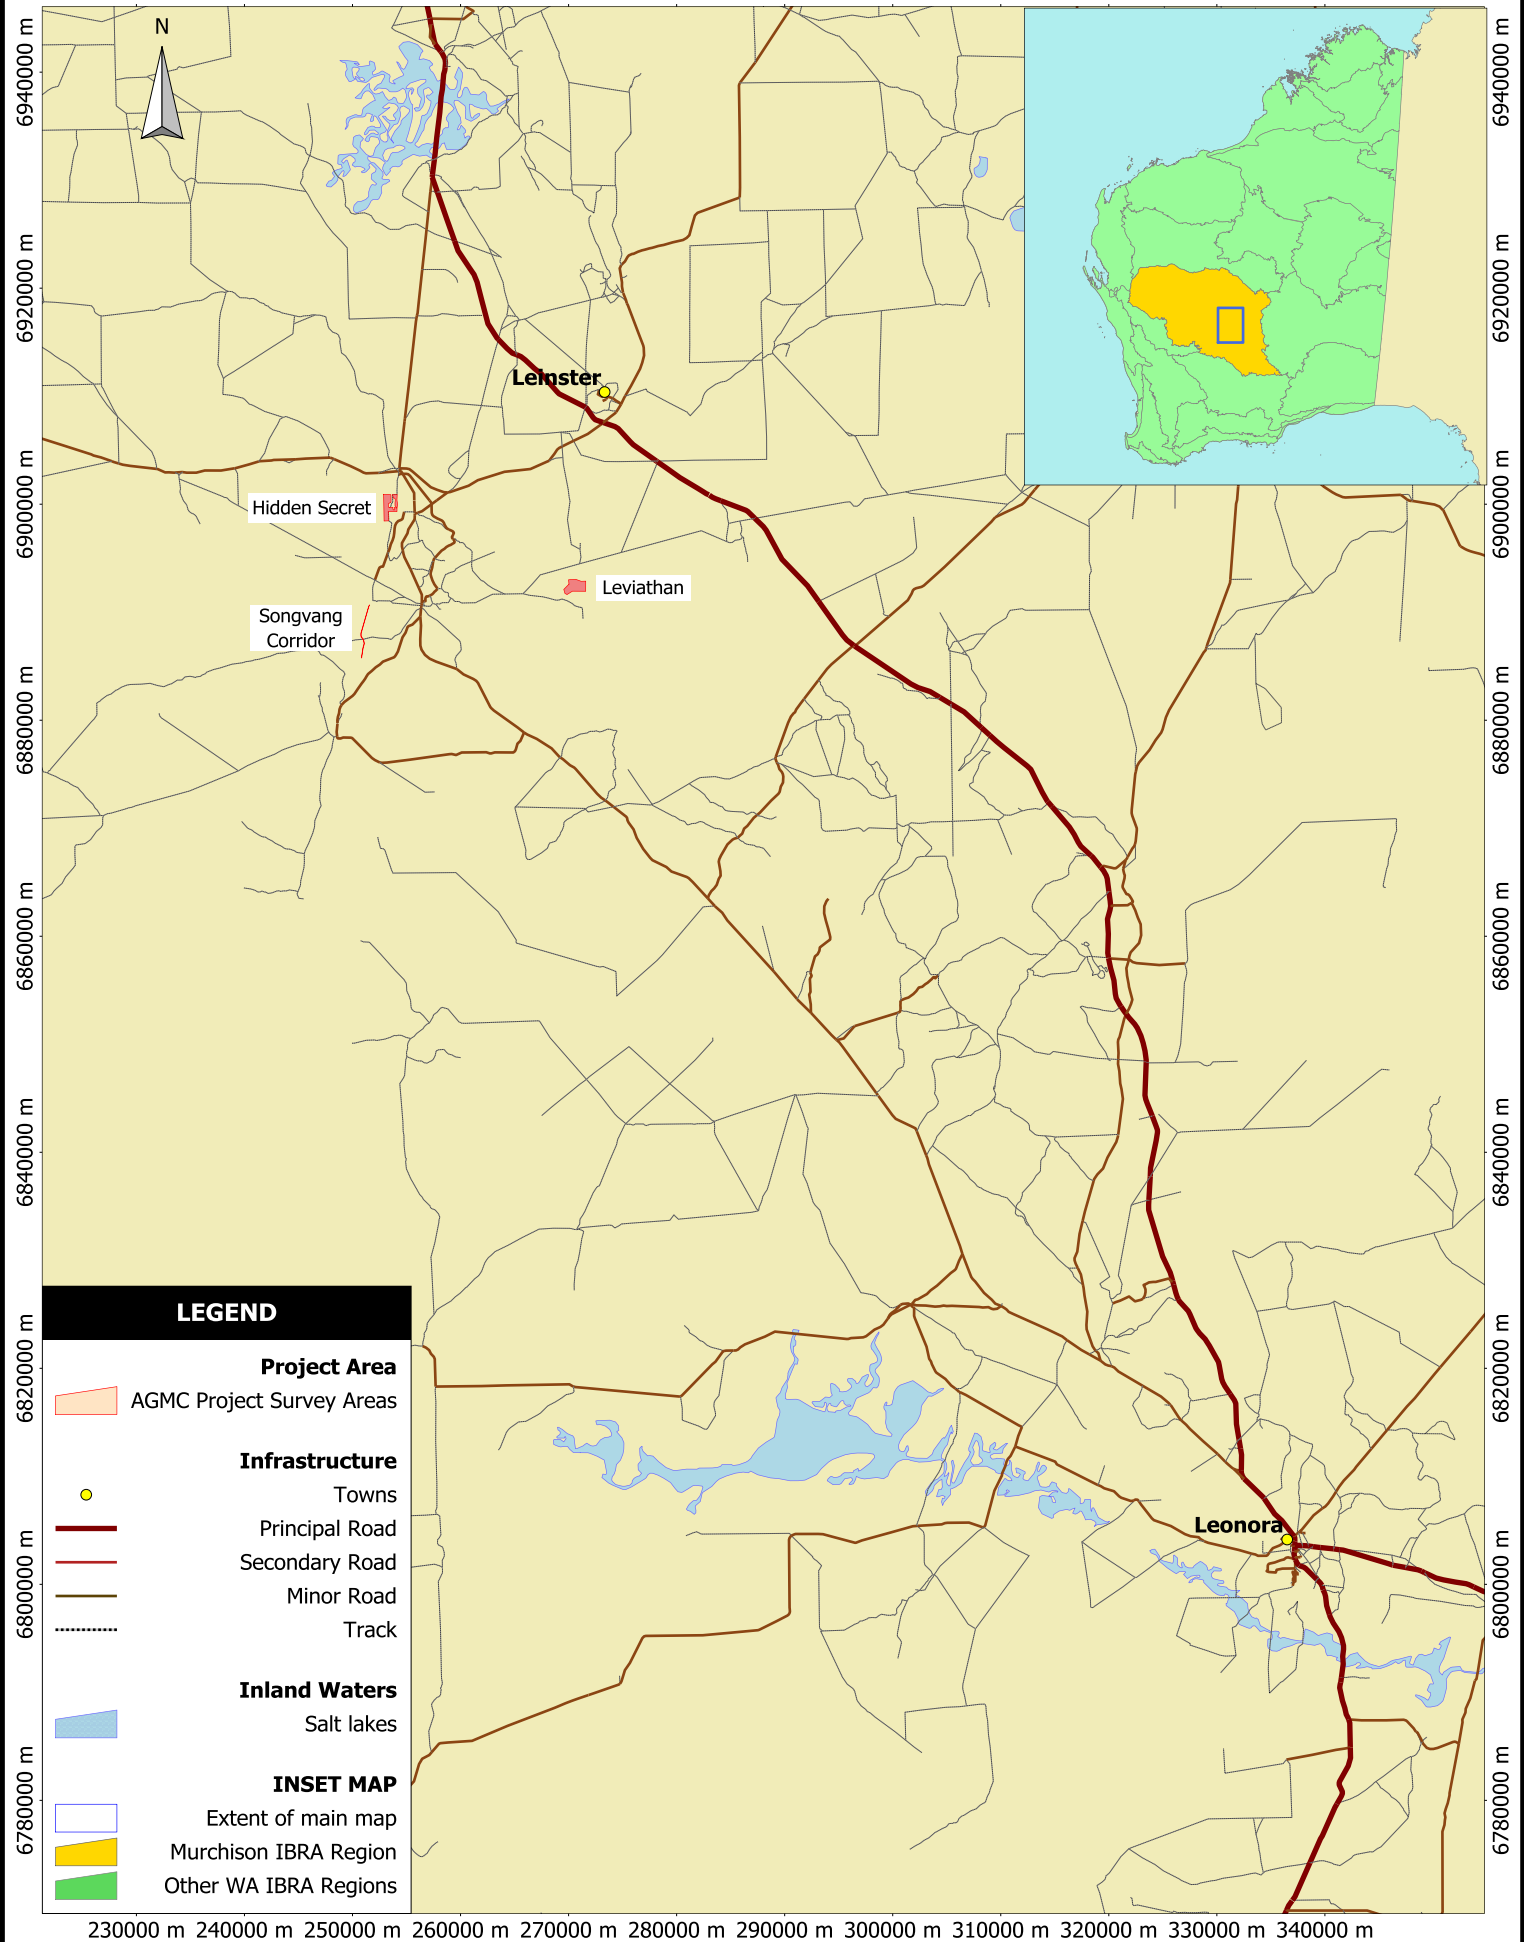 N
6940000 m
6920000 m
6900000 m
6880000 m
6860000 m
6840000 m
6820000 m
6800000 m
6780000 m
6940000 m
6920000 m
6900000 m
6880000 m
6860000 m
6840000 m
6820000 m
6800000 m
6780000 m
Leinster
Hidden Secret
Leviathan
Songvang
Corridor
Leonora
LEGEND
Project Area
AGMC Project Survey Areas
Infrastructure
Towns
Principal Road
Secondary Road
Minor Road
Track
Inland Waters
Salt lakes
INSET MAP
Extent of main map
Murchison IBRA Region
Other WA IBRA Regions
230000 m 240000 m 250000 m 260000 m 270000 m 280000 m 290000 m 300000 m 310000 m 320000 m 330000 m 340000 m